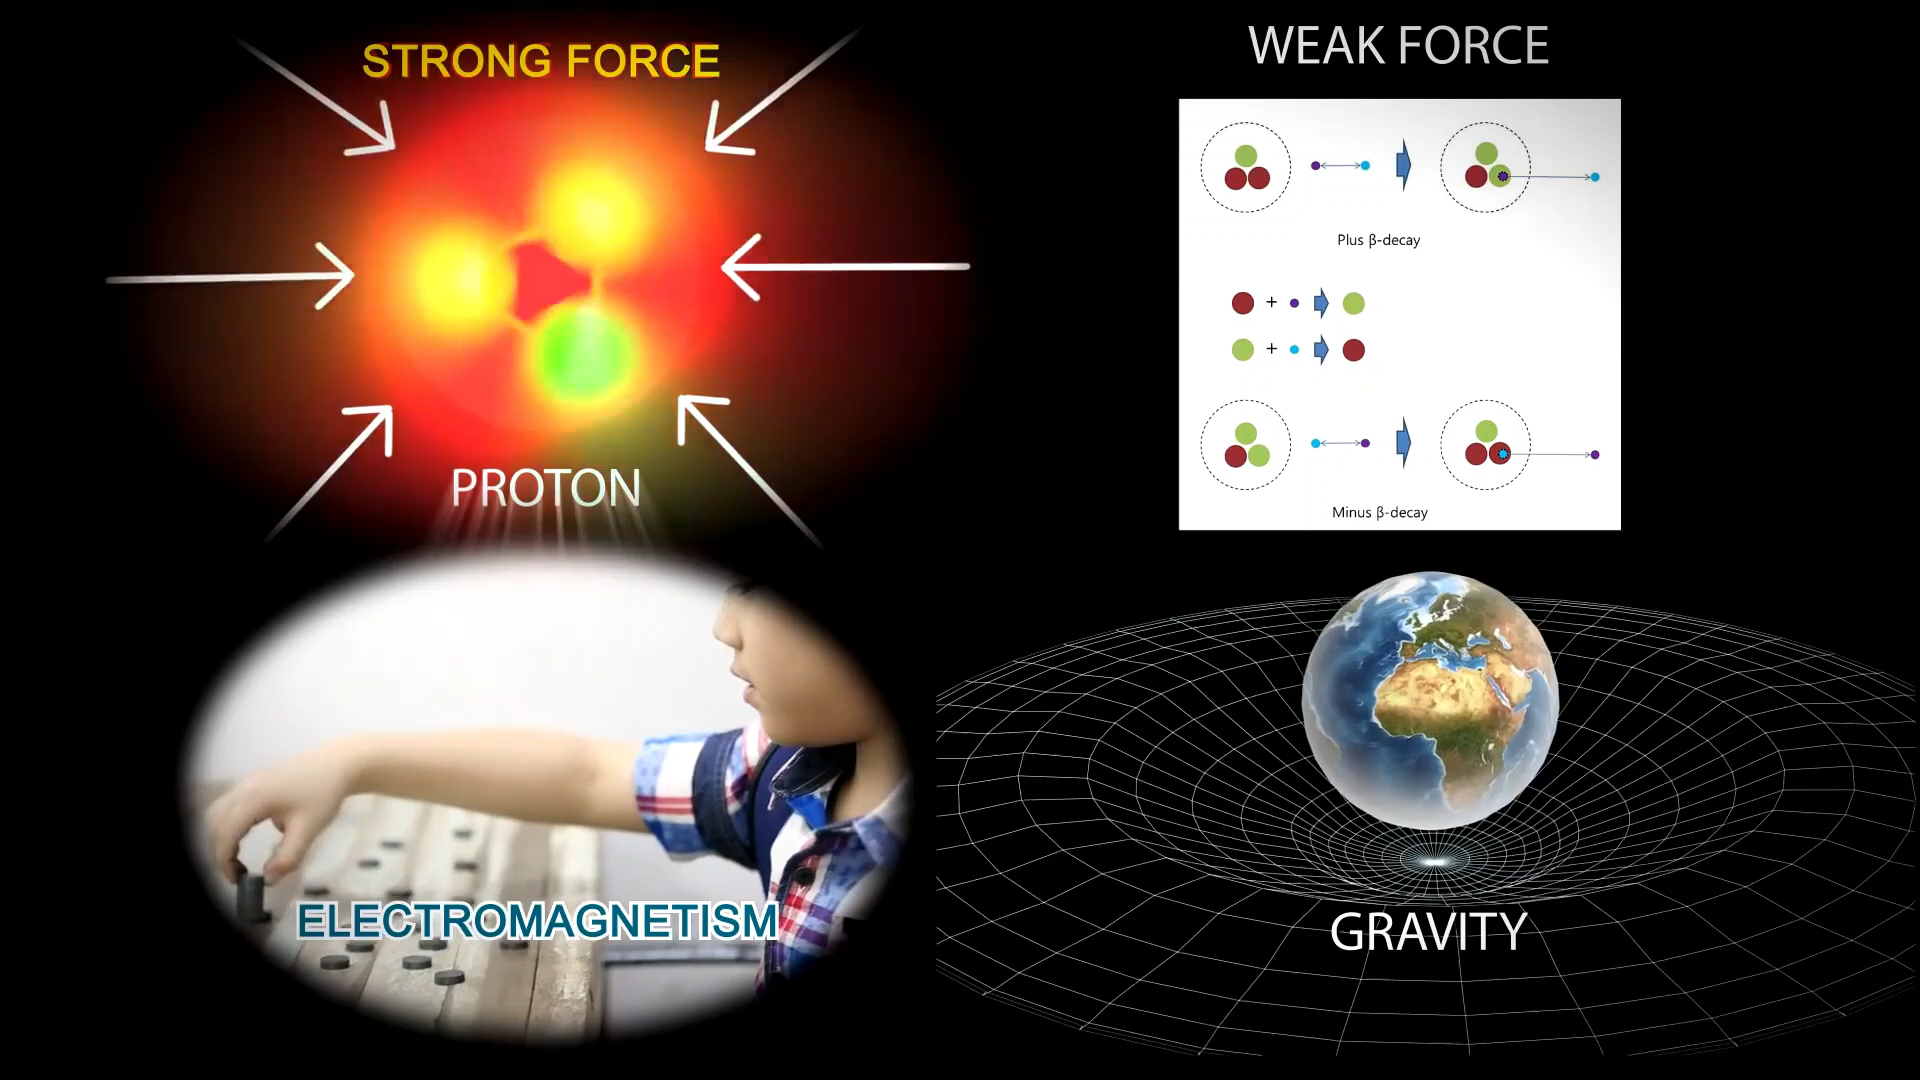 STRONG FORCE
PROTON
WEAK FORCE
Plus β-decay
+
+
Minus β-decay
ELECTROMAGNETISM
GRAVITY